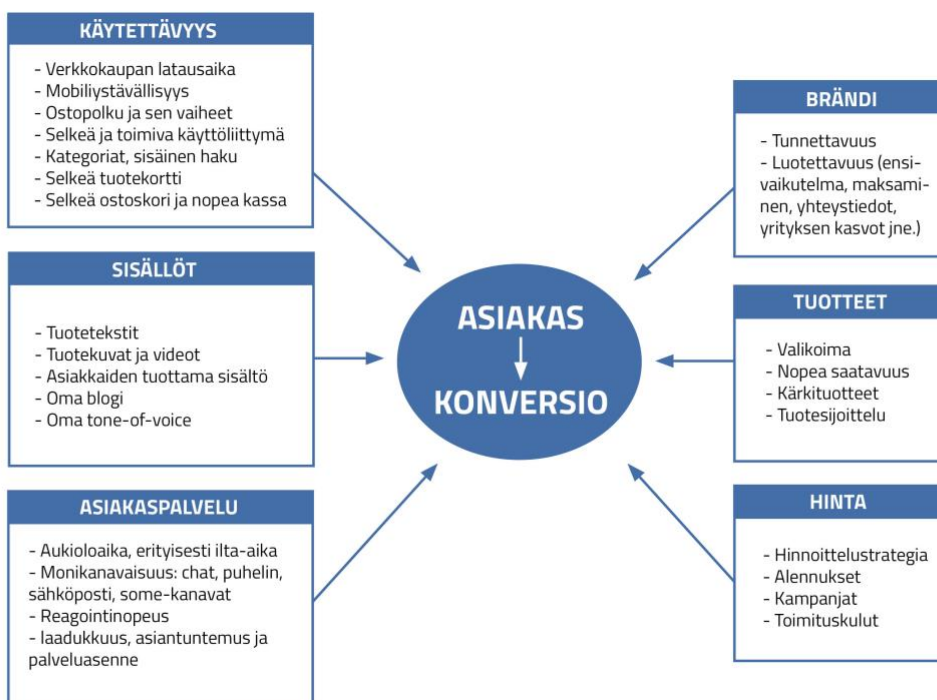 KÄYTETTÄVYYS
- Verkkokaupan latausaika
- Mobiliystävällisyys
- Ostopolku ja sen vaiheet
- Selkeä ja toimiva käyttöliittymä
- Kategoriat, sisäinen haku
- Selkeä tuotekortti
- Selkeä ostoskori ja nopea kassa
SISÄLLÖT
- Tuotetekstit
- Tuotekuvat ja videot
- Asiakkaiden tuottama sisältö
- Oma blogi
- Oma tone-of-voice
ASIAKASPALVELU
- Aukioloaika, erityisesti ilta-aika
- Monikanavaisuus: chat, puhelin,
sähköposti, some-kanavat
- Reagointinopeus
- laadukkuus, asiantuntemus ja
palveluasenne
ASIAKAS
KONVERSIO
BRÄNDI
- Tunnettavuus
- Luotettavuus (ensi-
vaikutelma, maksami-
nen, yhteystiedot,
yrityksen kasvot jne.)
TUOTTEET
- Valikoima
- Nopea saatavuus
- Kärkituotteet
- Tuotesijoittelu
HINTA
- Hinnoittelustrategia
- Alennukset
- Kampanjat
- Toimituskulut